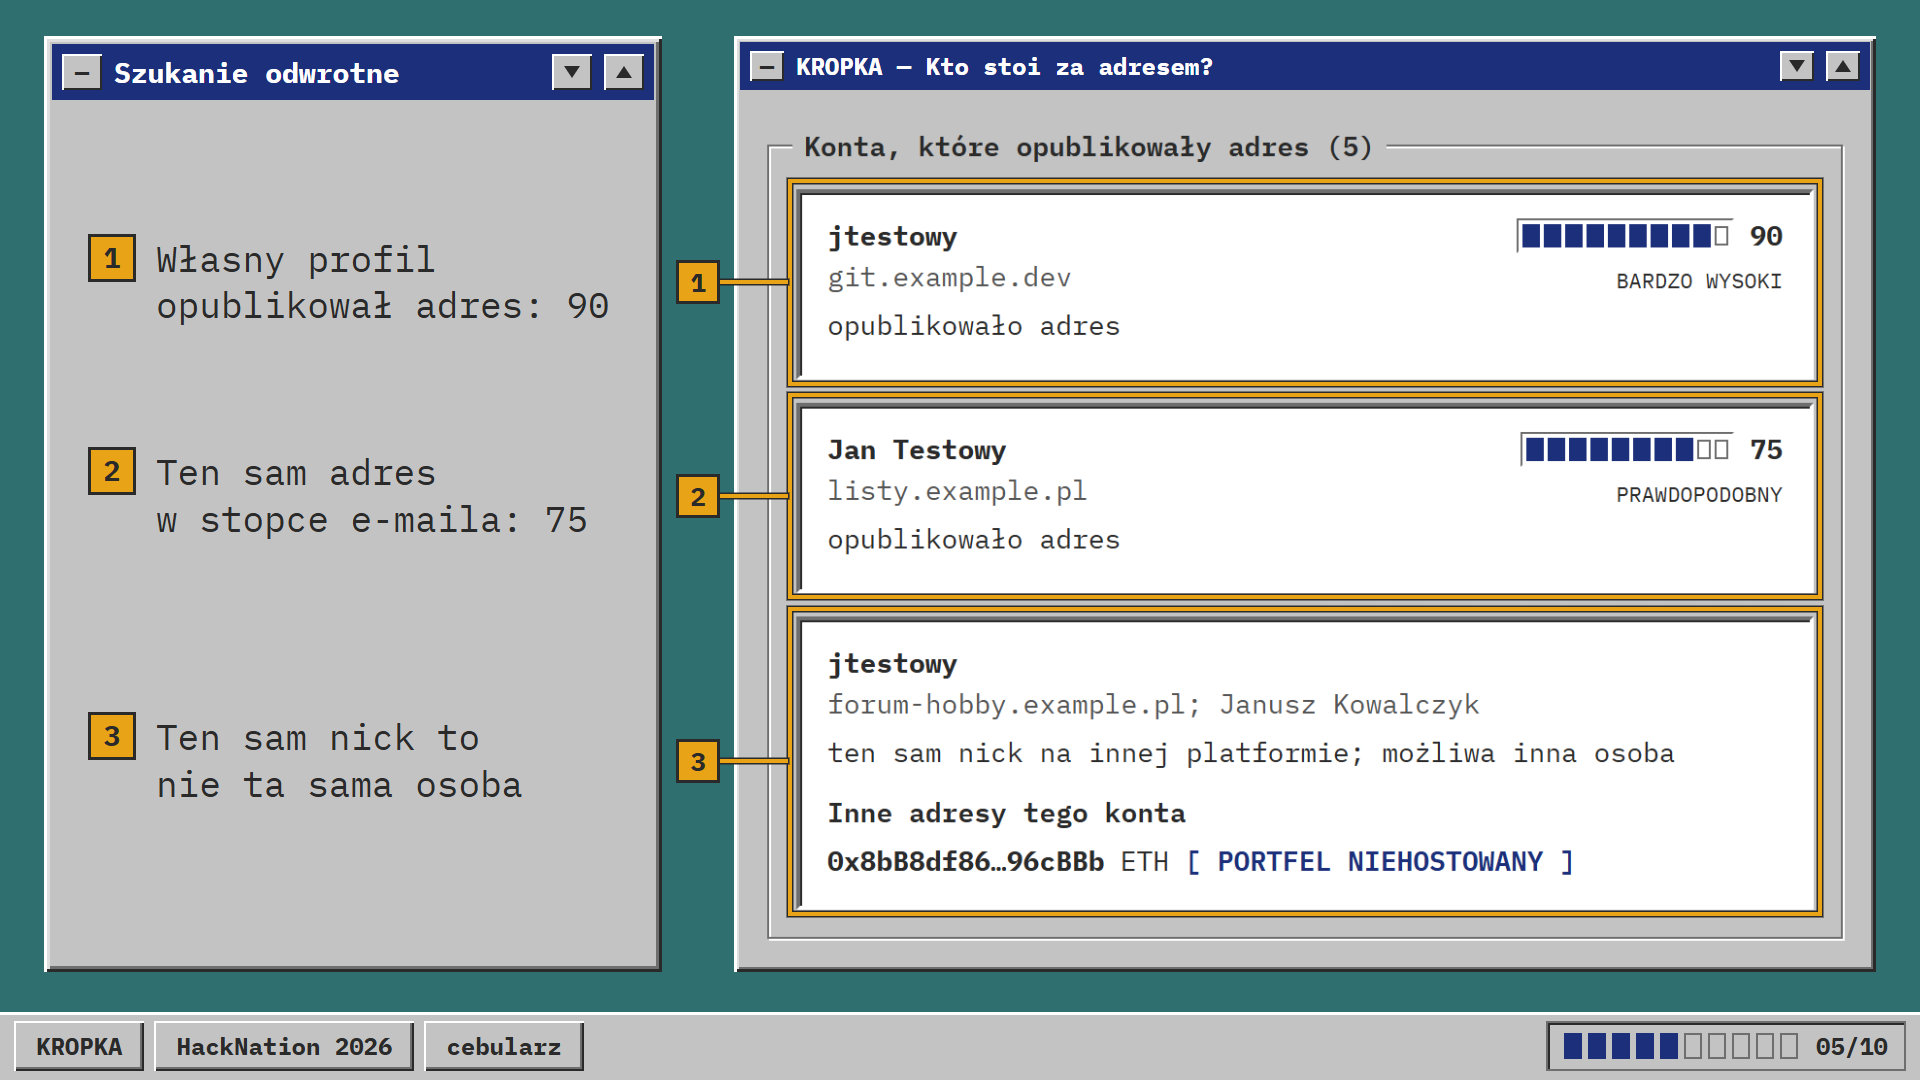 Szukanie odwrotne
1
Własny profil
opublikował adres: 90
2
Ten sam adres
w stopce e-maila: 75
3
Ten sam nick to
nie ta sama osoba
KROPKA — Kto stoi za adresem?
Konta, które opublikowały adres (5)
1
jtestowy
90
git.example.dev
BARDZO WYSOKI
opublikowało adres
2
Jan Testowy
75
listy.example.pl
PRAWDOPODOBNY
opublikowało adres
3
jtestowy
forum-hobby.example.pl; Janusz Kowalczyk
ten sam nick na innej platformie; możliwa inna osoba
Inne adresy tego konta
0x8bB8df86…96cBBb ETH [ PORTFEL NIEHOSTOWANY ]
KROPKA
HackNation 2026
cebularz
05/10